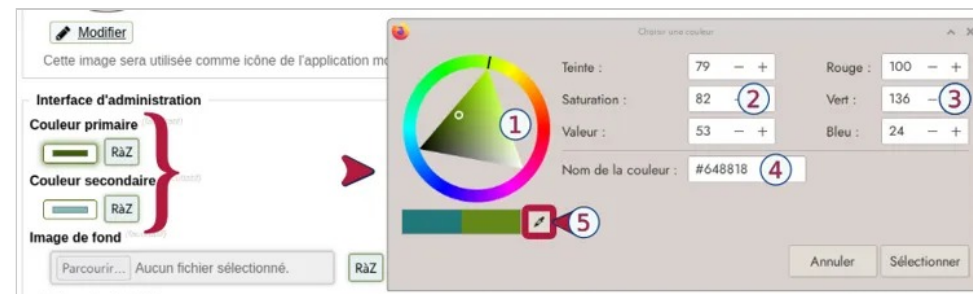 Modifier
Cette image sera utilisée comme icône de l'application
Interface d'administration
Couleur primaire
RàZ
Couleur secondaire
RàZ
Image de fond
Parcourir... Aucun fichier sélectionné. RàZ
Choisir une couleur
Teinte : 79 − + Rouge : 100 − +
Saturation : 82 − 2 Vert : 136 − 3
1
Valeur : 53 − + Bleu : 24 − +
Nom de la couleur : #648818 4
5
Annuler Sélectionner